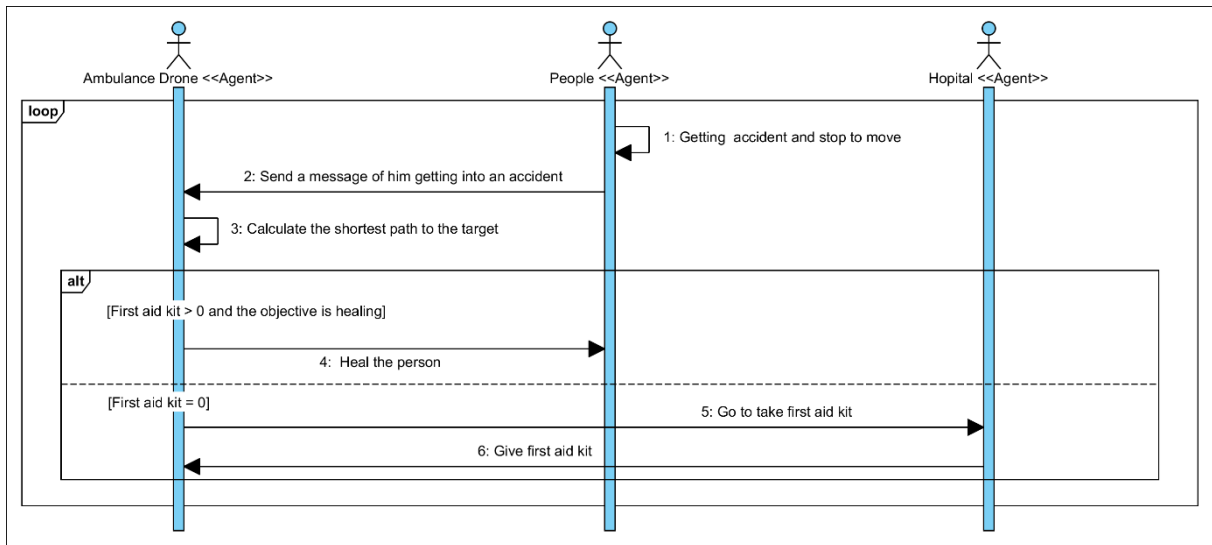 Ambulance Drone <<Agent>>
People <<Agent>>
Hopital <<Agent>>
loop
1: Getting accident and stop to move
2: Send a message of him getting into an accident
3: Calculate the shortest path to the target
alt
[First aid kit > 0 and the objective is healing]
4: Heal the person
[First aid kit = 0]
5: Go to take first aid kit
6: Give first aid kit